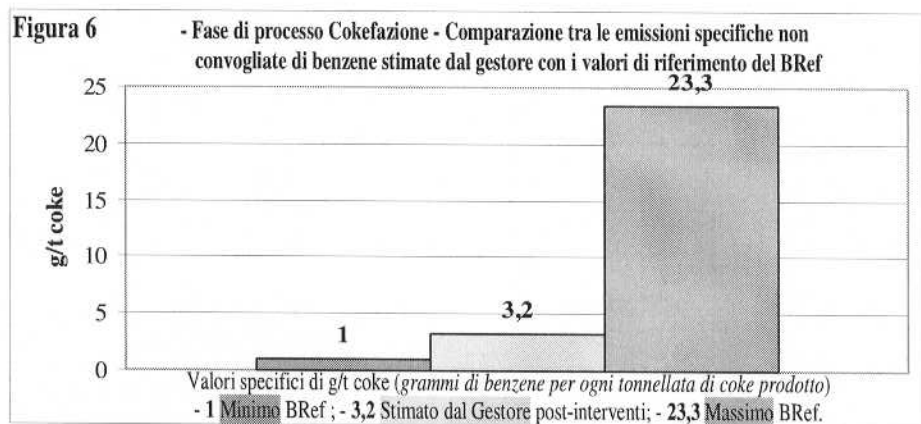 Figura 6
- Fase di processo Cokefazione - Comparazione tra le emissioni specifiche non
convogliate di benzene stimate dal gestore con i valori di riferimento del BRef
25
20
15
10
5
0
g/t coke
1
3,2
23,3
Valori specifici di g/t coke (grammi di benzene per ogni tonnellata di coke prodotto)
- 1 Minimo BRef ; - 3,2 Stimato dal Gestore post-interventi; - 23,3 Massimo BRef.